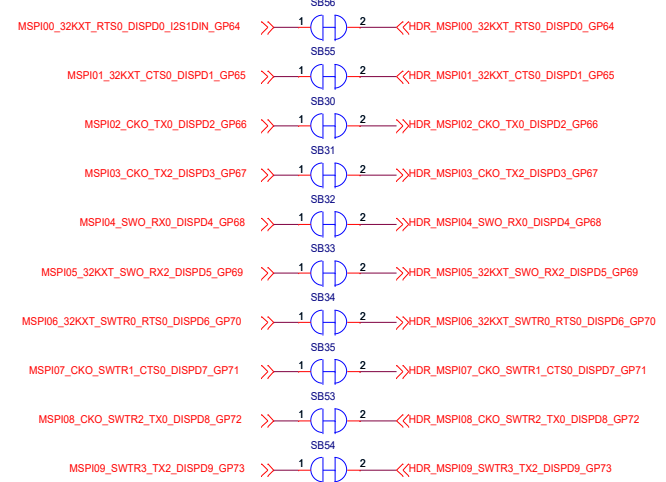 SB56
MSPI00_32KXT_RTS0_DISPD0_I2S1DIN_GP64 1 2 HDR_MSPI00_32KXT_RTS0_DISPD0_GP64
SB55
MSPI01_32KXT_CTS0_DISPD1_GP65 1 2 HDR_MSPI01_32KXT_CTS0_DISPD1_GP65
SB30
MSPI02_CKO_TX0_DISPD2_GP66 1 2 HDR_MSPI02_CKO_TX0_DISPD2_GP66
SB31
MSPI03_CKO_TX2_DISPD3_GP67 1 2 HDR_MSPI03_CKO_TX2_DISPD3_GP67
SB32
MSPI04_SWO_RX0_DISPD4_GP68 1 2 HDR_MSPI04_SWO_RX0_DISPD4_GP68
SB33
MSPI05_32KXT_SWO_RX2_DISPD5_GP69 1 2 HDR_MSPI05_32KXT_SWO_RX2_DISPD5_GP69
SB34
MSPI06_32KXT_SWTR0_RTS0_DISPD6_GP70 1 2 HDR_MSPI06_32KXT_SWTR0_RTS0_DISPD6_GP70
SB35
MSPI07_CKO_SWTR1_CTS0_DISPD7_GP71 1 2 HDR_MSPI07_CKO_SWTR1_CTS0_DISPD7_GP71
SB53
MSPI08_CKO_SWTR2_TX0_DISPD8_GP72 1 2 HDR_MSPI08_CKO_SWTR2_TX0_DISPD8_GP72
SB54
MSPI09_SWTR3_TX2_DISPD9_GP73 1 2 HDR_MSPI09_SWTR3_TX2_DISPD9_GP73